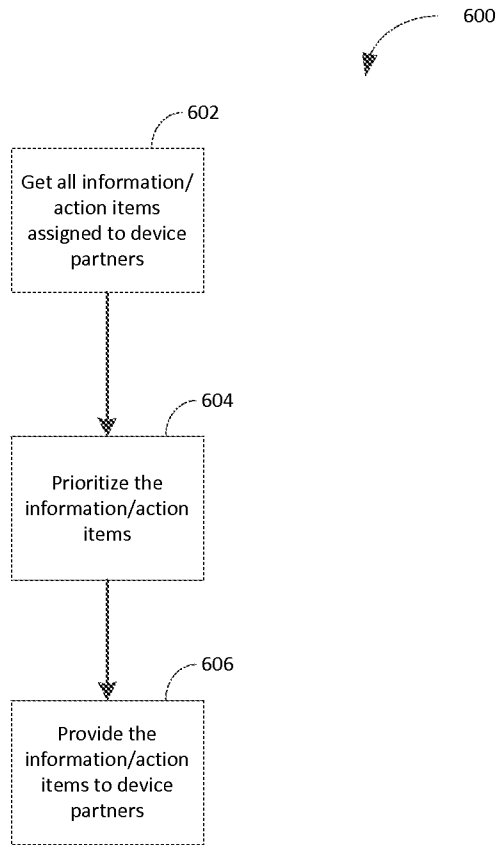 600
602
Get all information/
action items
assigned to device
partners
604
Prioritize the
information/action
items
606
Provide the
information/action
items to device
partners